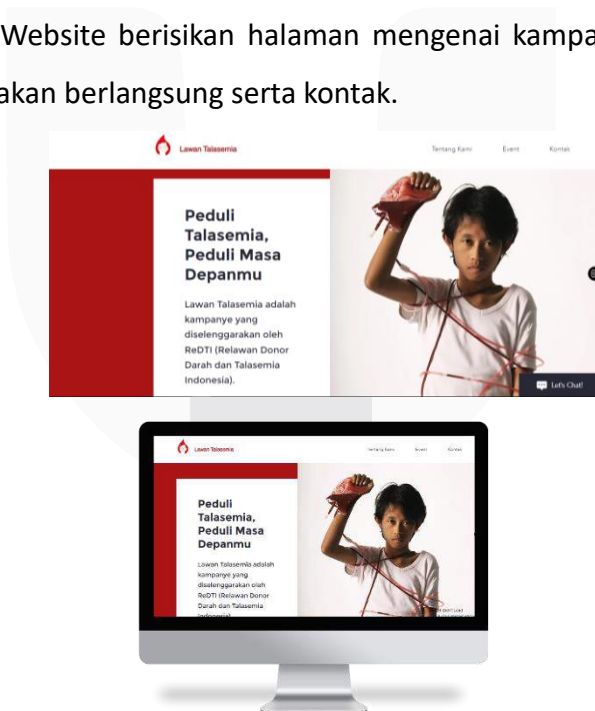 Website berisikan halaman mengenai kampa
akan berlangsung serta kontak.
Lawan Talasemia
Tentang Kami Event Kontak
Peduli
Talasemia,
Peduli Masa
Depanmu
Lawan Talasemia adalah
kampanye yang
diselenggarakan oleh
ReDTI (Relawan Donor
Darah dan Talasemia
Indonesia).
Let's Chat!
Lawan Talasemia
Tentang Kami Event Kontak
Peduli
Talasemia,
Peduli Masa
Depanmu
Lawan Talasemia adalah
kampanye yang
diselenggarakan oleh
ReDTI (Relawan Donor
Darah dan Talasemia
Indonesia)